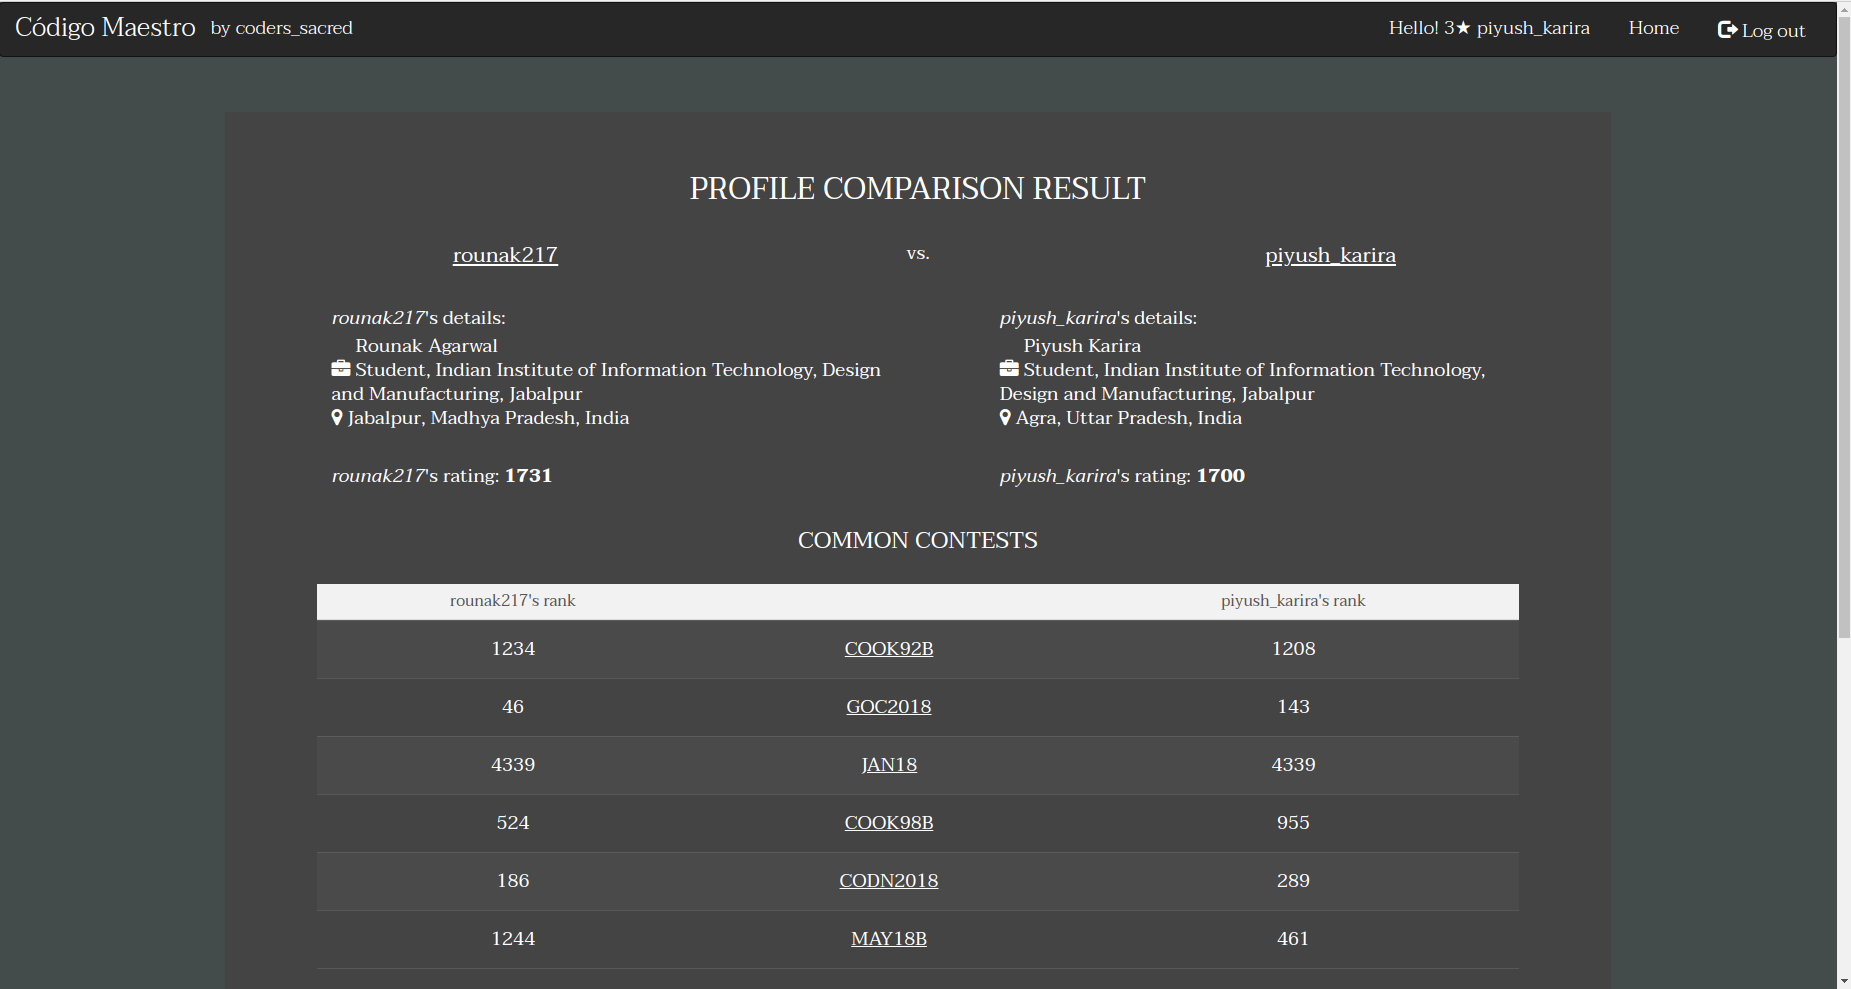 Código Maestro by coders_sacred Hello! 3★ piyush_karira Home Log out
PROFILE COMPARISON RESULT
rounak217 vs. piyush_karira
rounak217's details:
Rounak Agarwal
Student, Indian Institute of Information Technology, Design
and Manufacturing, Jabalpur
Jabalpur, Madhya Pradesh, India
rounak217's rating: 1731
piyush_karira's details:
Piyush Karira
Student, Indian Institute of Information Technology,
Design and Manufacturing, Jabalpur
Agra, Uttar Pradesh, India
piyush_karira's rating: 1700
COMMON CONTESTS
rounak217's rank piyush_karira's rank
1234 COOK92B 1208
46 GOC2018 143
4339 JAN18 4339
524 COOK98B 955
186 CODN2018 289
1244 MAY18B 461